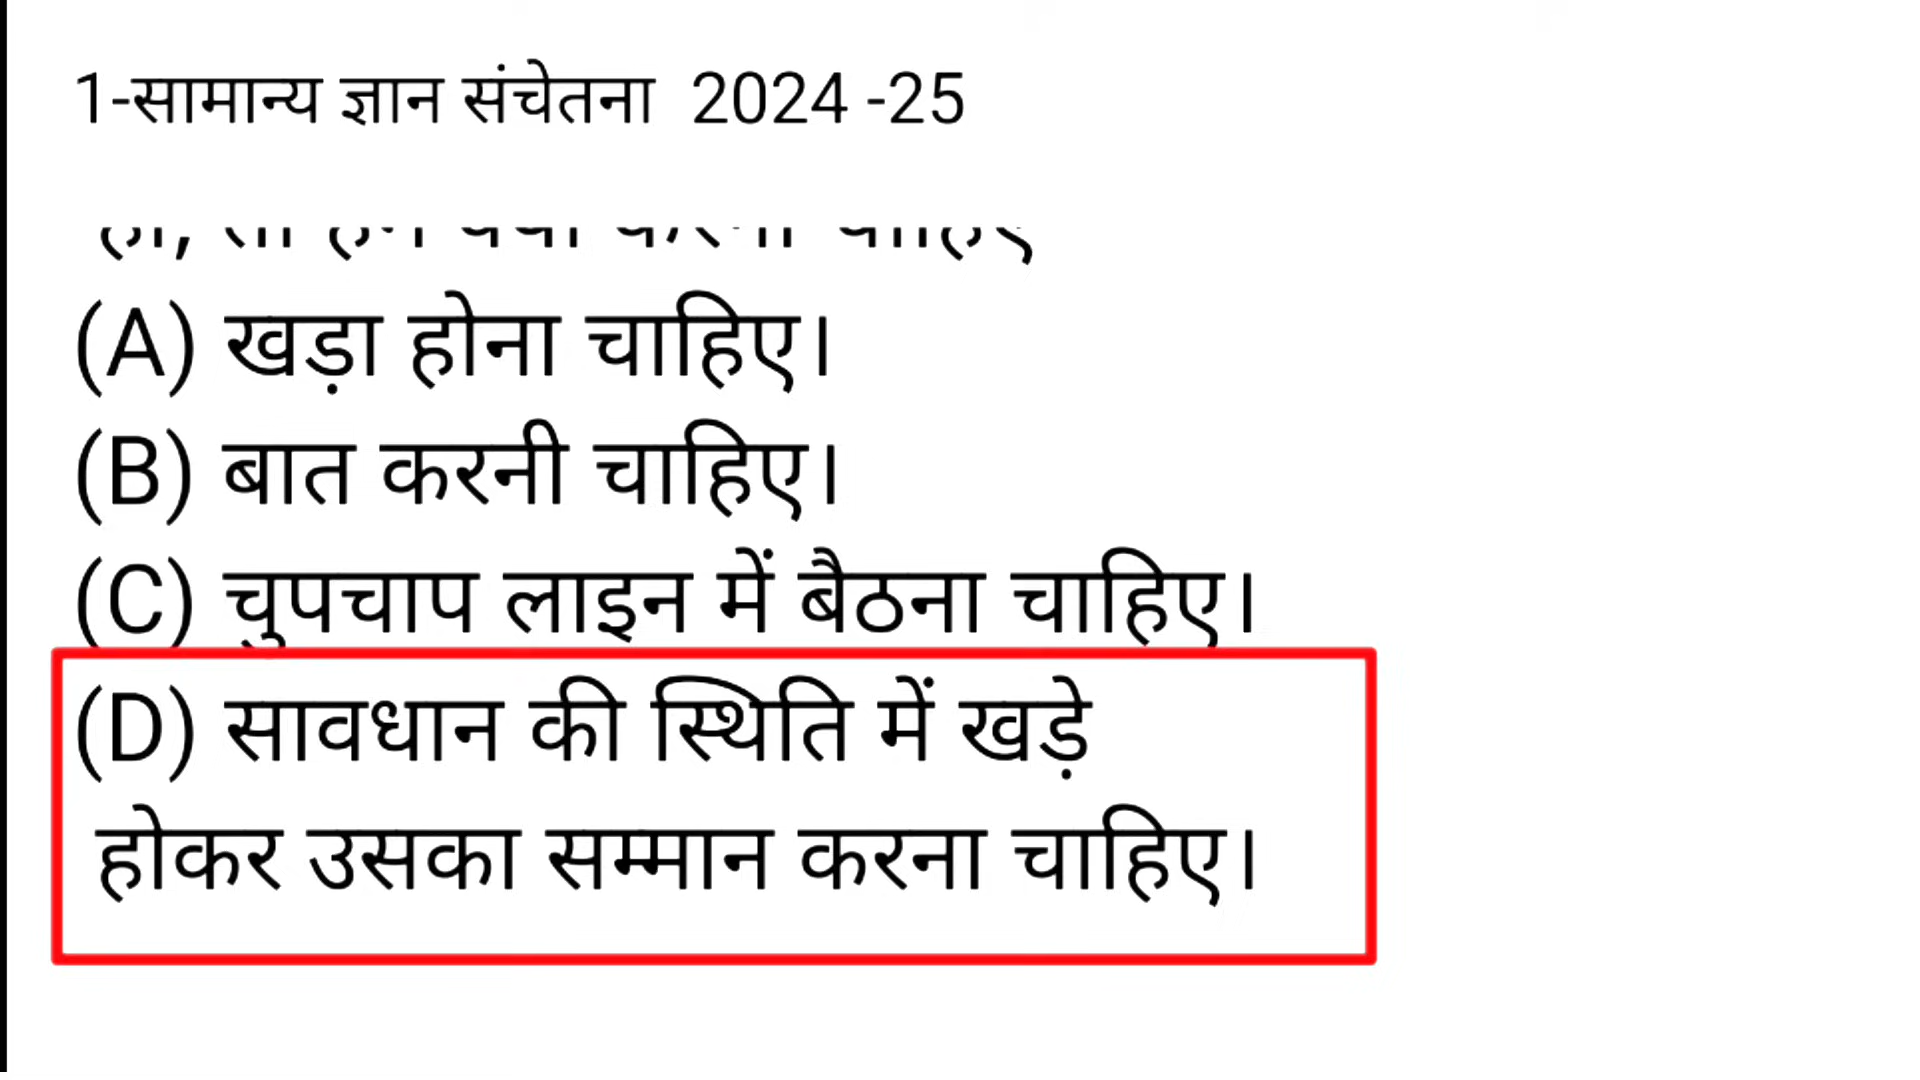 1-सामान्य ज्ञान संचेतना 2024 -25
(A) खड़ा होना चाहिए।
(B) बात करनी चाहिए।
(C) चुपचाप लाइन में बैठना चाहिए।
(D) सावधान की स्थिति में खड़े
होकर उसका सम्मान करना चाहिए।